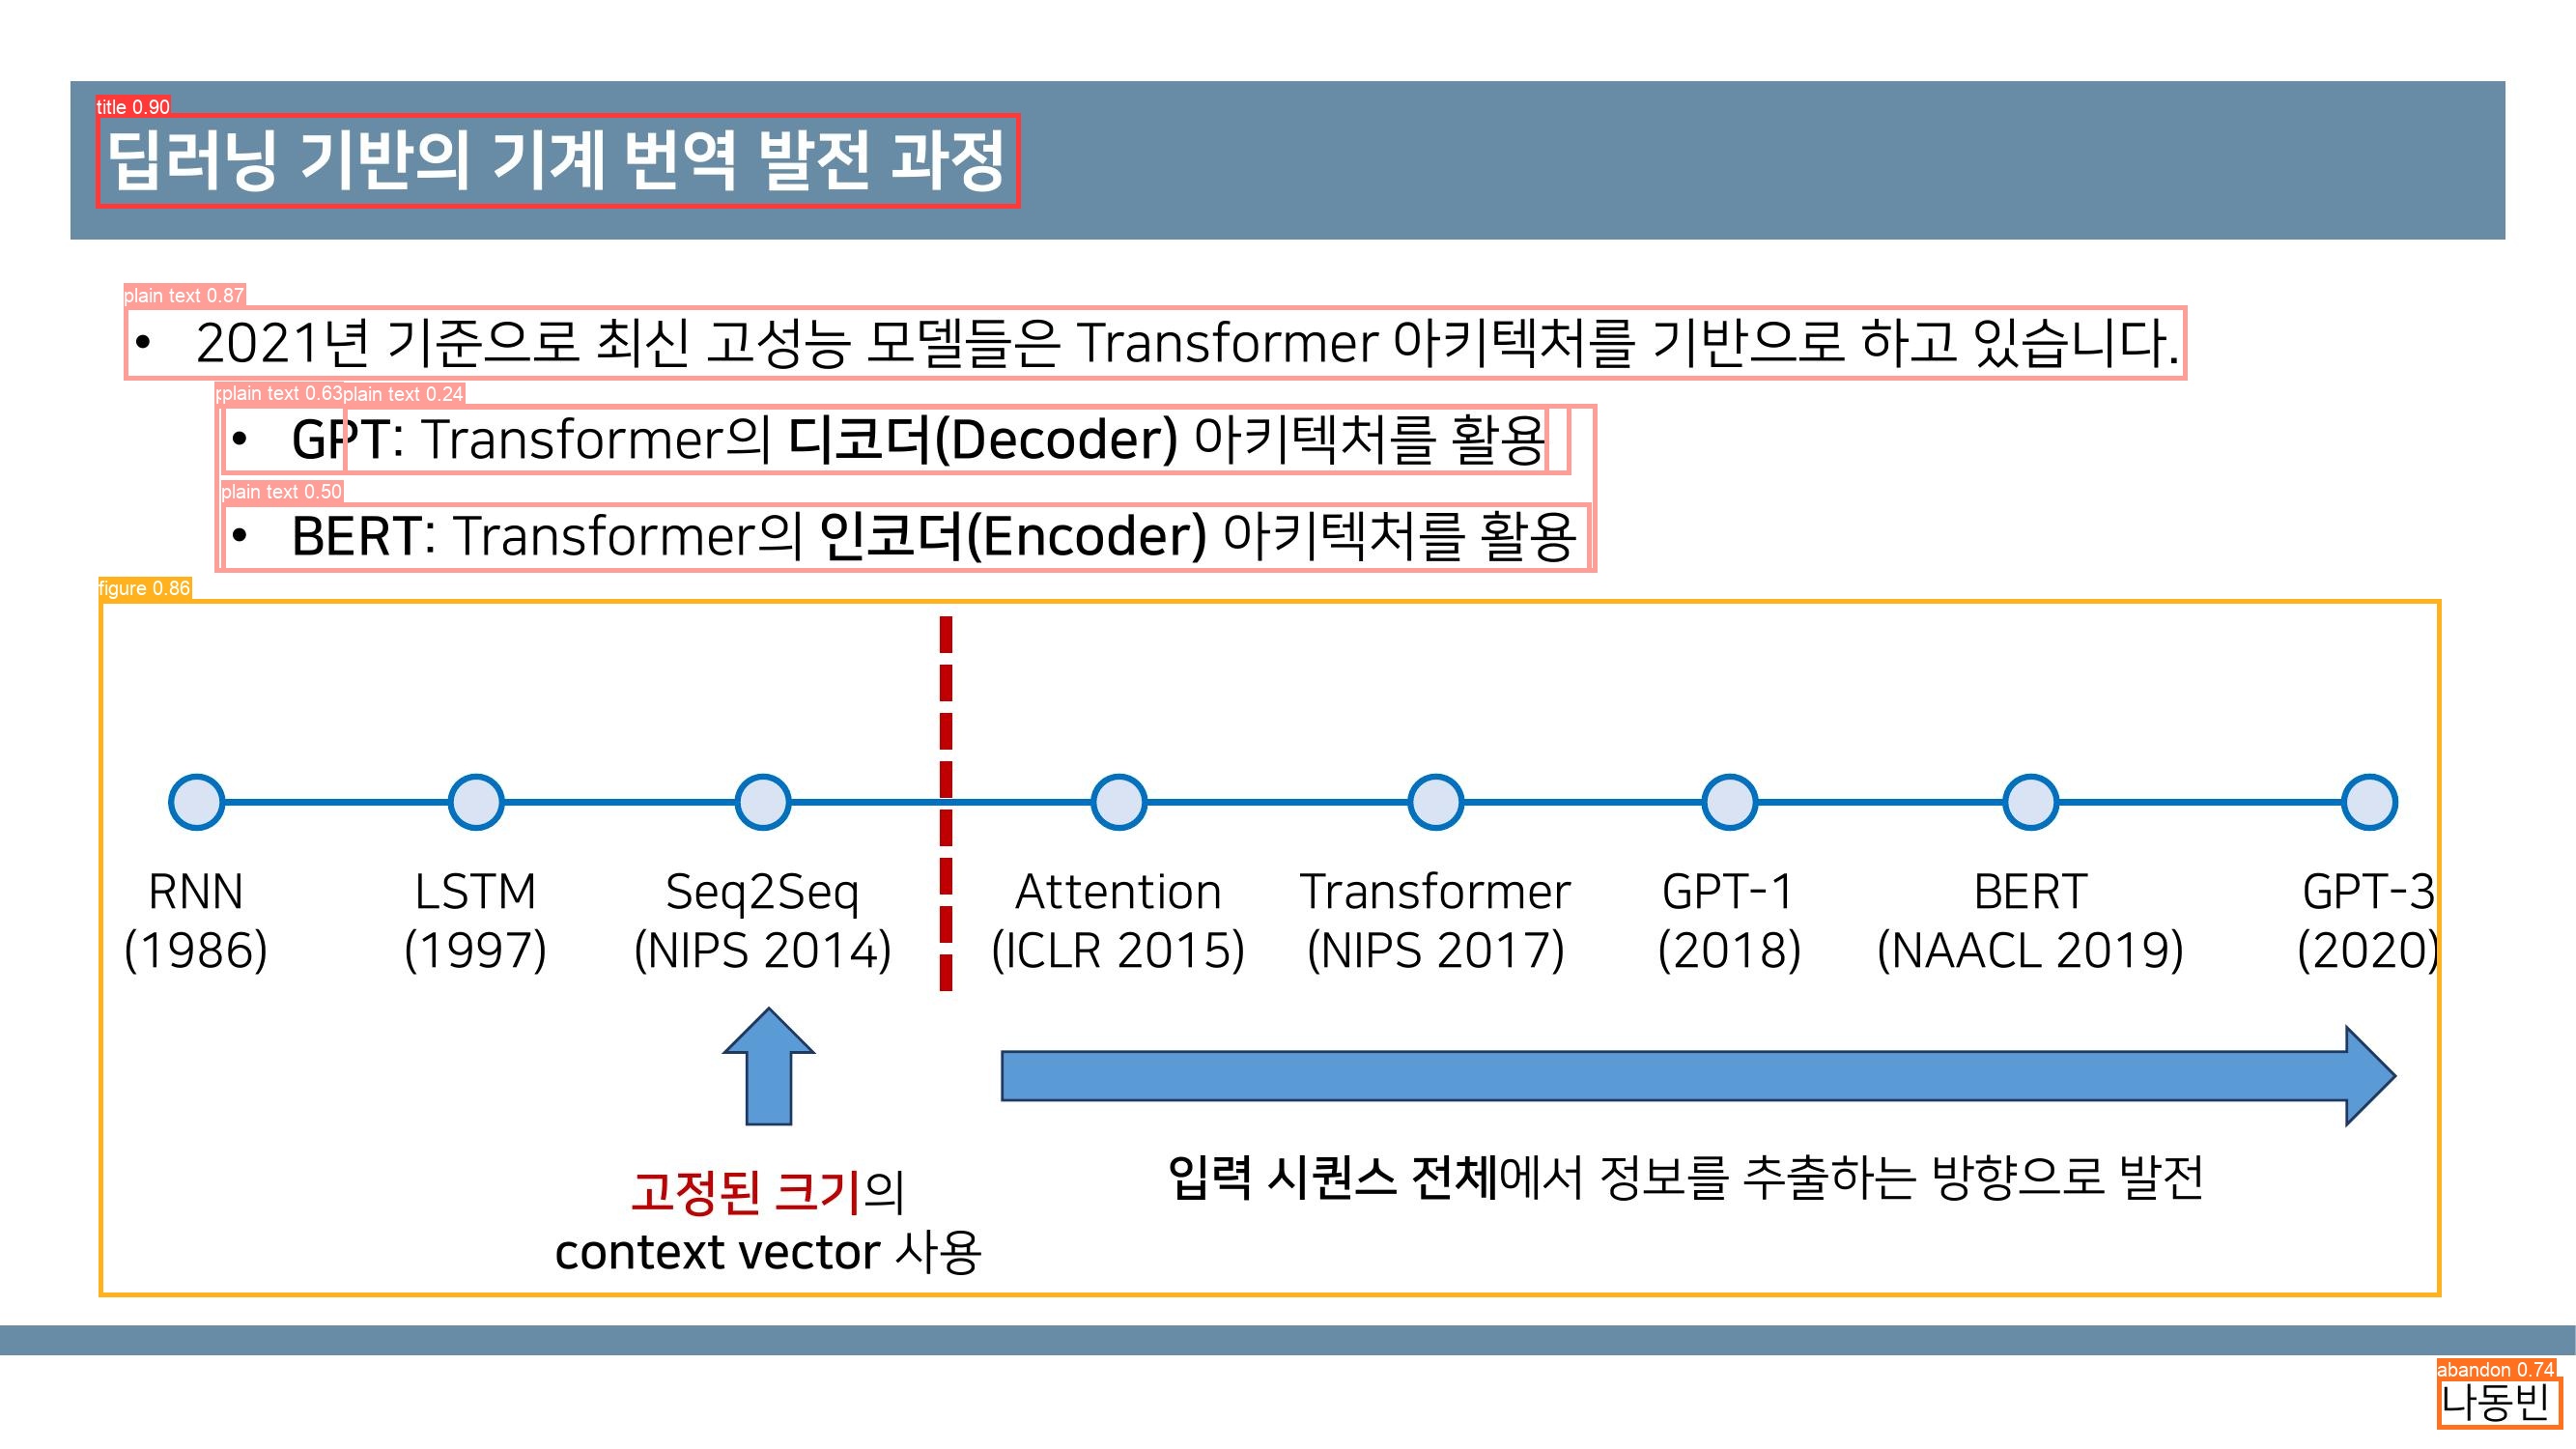 title 0.90
딥러닝 기반의 기계 번역 발전 과정
plain text 0.87
• 2021년 기준으로 최신 고성능 모델들은 Transformer 아키텍처를 기반으로 하고 있습니다.
plain text 0.63 plain text 0.24
• GPT: Transformer의 디코더(Decoder) 아키텍처를 활용
plain text 0.50
• BERT: Transformer의 인코더(Encoder) 아키텍처를 활용
figure 0.86
RNN LSTM Seq2Seq Attention Transformer GPT-1 BERT GPT-3
(1986) (1997) (NIPS 2014) (ICLR 2015) (NIPS 2017) (2018) (NAACL 2019) (2020)
고정된 크기의
context vector 사용
입력 시퀀스 전체에서 정보를 추출하는 방향으로 발전
abandon 0.74
나동빈